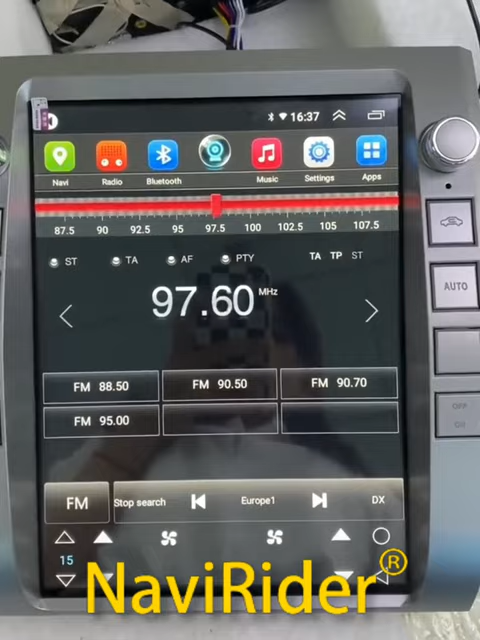 16:37
Navi Radio Bluetooth Music Settings Apps
87.5 90 92.5 95 97.5 100 102.5 105 107.5
ST TA AF PTY TA TP ST
97.60 MHz
AUTO
FM 88.50 FM 90.50 FM 90.70
FM 95.00
OFF
OR
FM Stop search Europe1 DX
15
NaviRider®